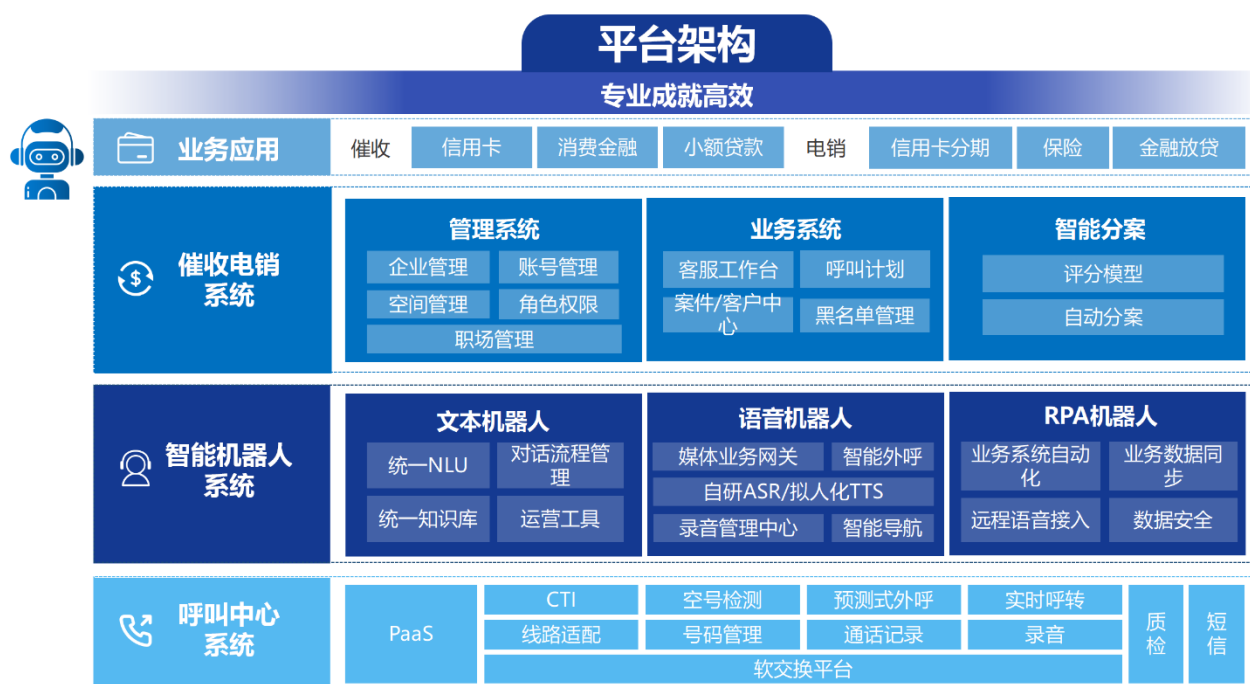 平台架构
专业成就高效
业务应用
催收
信用卡
消费金融
小额贷款
电销
信用卡分期
保险
金融放贷
催收电销
系统
管理系统
企业管理
账号管理
空间管理
角色权限
职场管理
业务系统
客服工作台
呼叫计划
案件/客户中
心
黑名单管理
智能分案
评分模型
自动分案
智能机器人
系统
文本机器人
统一NLU
对话流程管
理
统一知识库
运营工具
语音机器人
媒体业务网关
智能外呼
自研ASR/拟人化TTS
录音管理中心
智能导航
RPA机器人
业务系统自动
化
业务数据同
步
远程语音接入
数据安全
呼叫中心
系统
PaaS
CTI
空号检测
预测式外呼
实时呼转
线路适配
号码管理
通话记录
录音
软交换平台
质
检
短
信